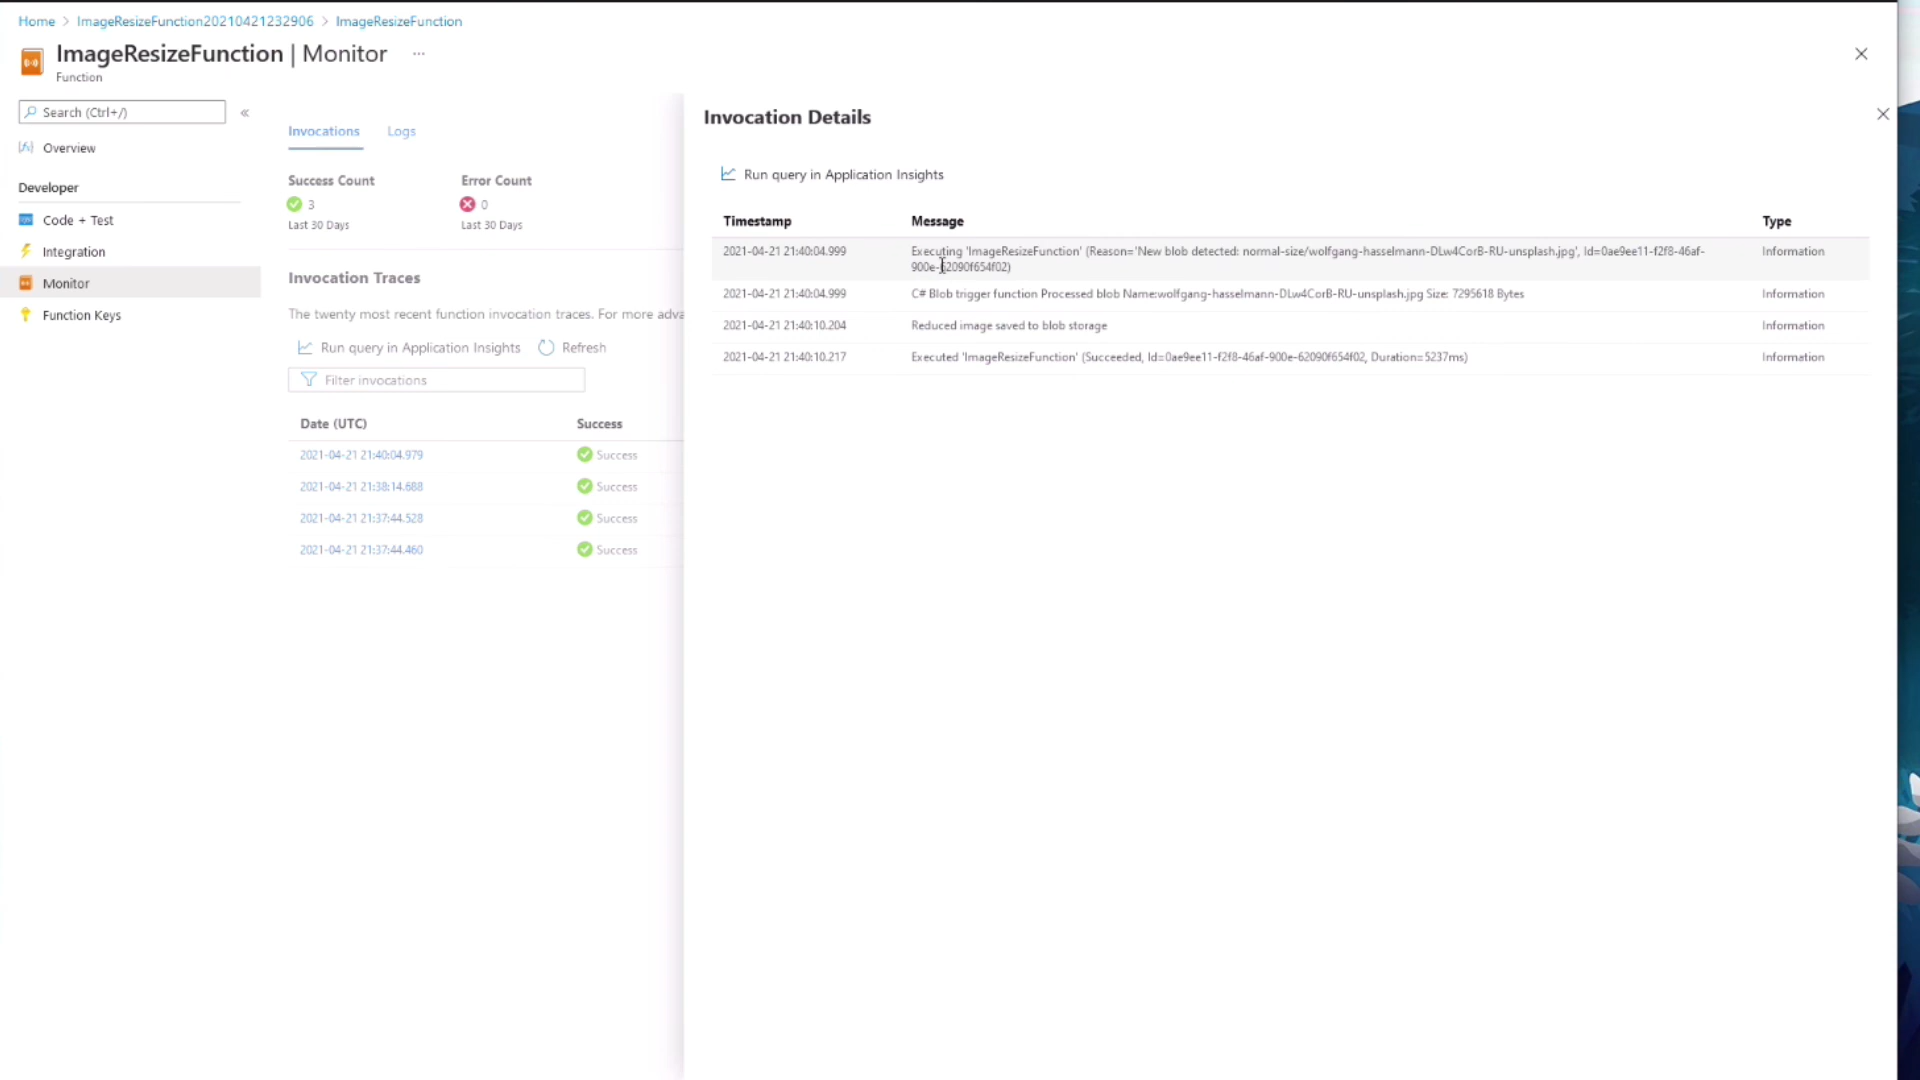 Home > ImageResizeFunction20210421232906 > ImageResizeFunction
ImageResizeFunction | Monitor ...
Function
Search (Ctrl+/)
«
Overview
Developer
Code + Test
Integration
Monitor
Function Keys
Invocations Logs
Success Count Error Count
3 0
Last 30 Days Last 30 Days
Invocation Traces
The twenty most recent function invocation traces. For more adva
Run query in Application Insights Refresh
Filter invocations
Date (UTC) Success
2021-04-21 21:40:04.979 Success
2021-04-21 21:38:14.688 Success
2021-04-21 21:37:44.528 Success
2021-04-21 21:37:44.460 Success
Invocation Details
Run query in Application Insights
Timestamp Message Type
2021-04-21 21:40:04.999 Executing 'ImageResizeFunction' (Reason='New blob detected: normal-size/wolfgang-hasselmann-DLw4CorB-RU-unsplash.jpg', Id=0ae9ee11-f2f8-46af- Information
900e-62090f654f02)
2021-04-21 21:40:04.999 C# Blob trigger function Processed blob Name:wolfgang-hasselmann-DLw4CorB-RU-unsplash.jpg Size: 7295618 Bytes Information
2021-04-21 21:40:10.204 Reduced image saved to blob storage Information
2021-04-21 21:40:10.217 Executed 'ImageResizeFunction' (Succeeded, Id=0ae9ee11-f2f8-46af-900e-62090f654f02, Duration=5237ms) Information